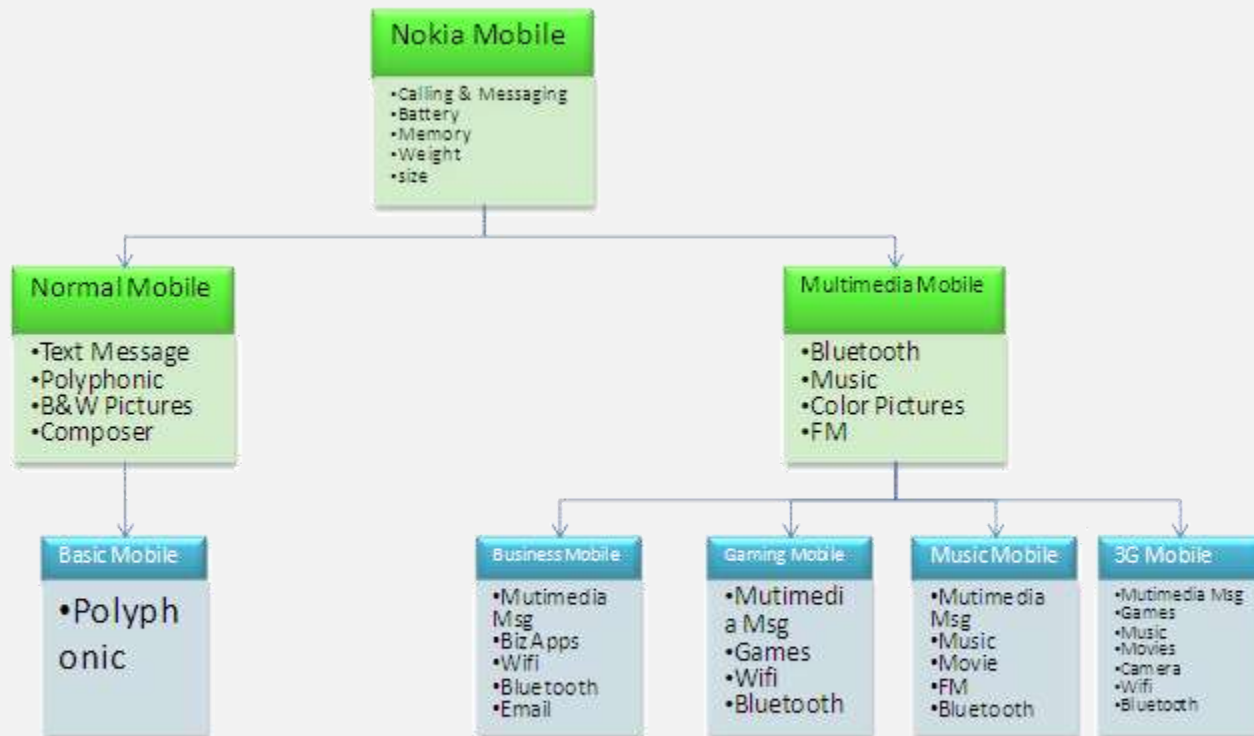 Nokia Mobile
•Calling & Messaging
•Battery
•Memory
•Weight
•size
Normal Mobile
•Text Message
•Polyphonic
•B&W Pictures
•Composer
Multimedia Mobile
•Bluetooth
•Music
•Color Pictures
•FM
Basic Mobile
•Polyph
onic
Business Mobile
•Mutimedia
Msg
•Biz Apps
•Wifi
•Bluetooth
•Email
Gaming Mobile
•Mutimedi
a Msg
•Games
•Wifi
•Bluetooth
Music Mobile
•Mutimedia
Msg
•Music
•Movie
•FM
•Bluetooth
3G Mobile
•Mutimedia Msg
•Games
•Music
•Movies
•Camera
•Wifi
•Bluetooth